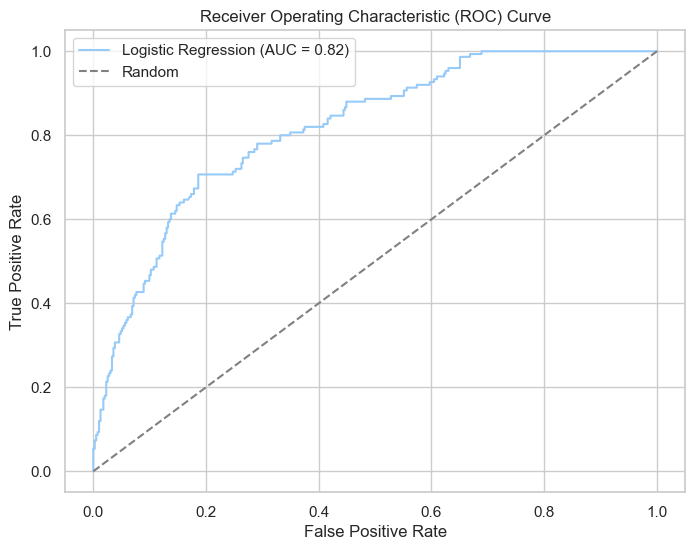 Receiver Operating Characteristic (ROC) Curve
Logistic Regression (AUC = 0.82)
Random
1.0
0.8
0.6
0.4
0.2
0.0
True Positive Rate
0.0 0.2 0.4 0.6 0.8 1.0
False Positive Rate